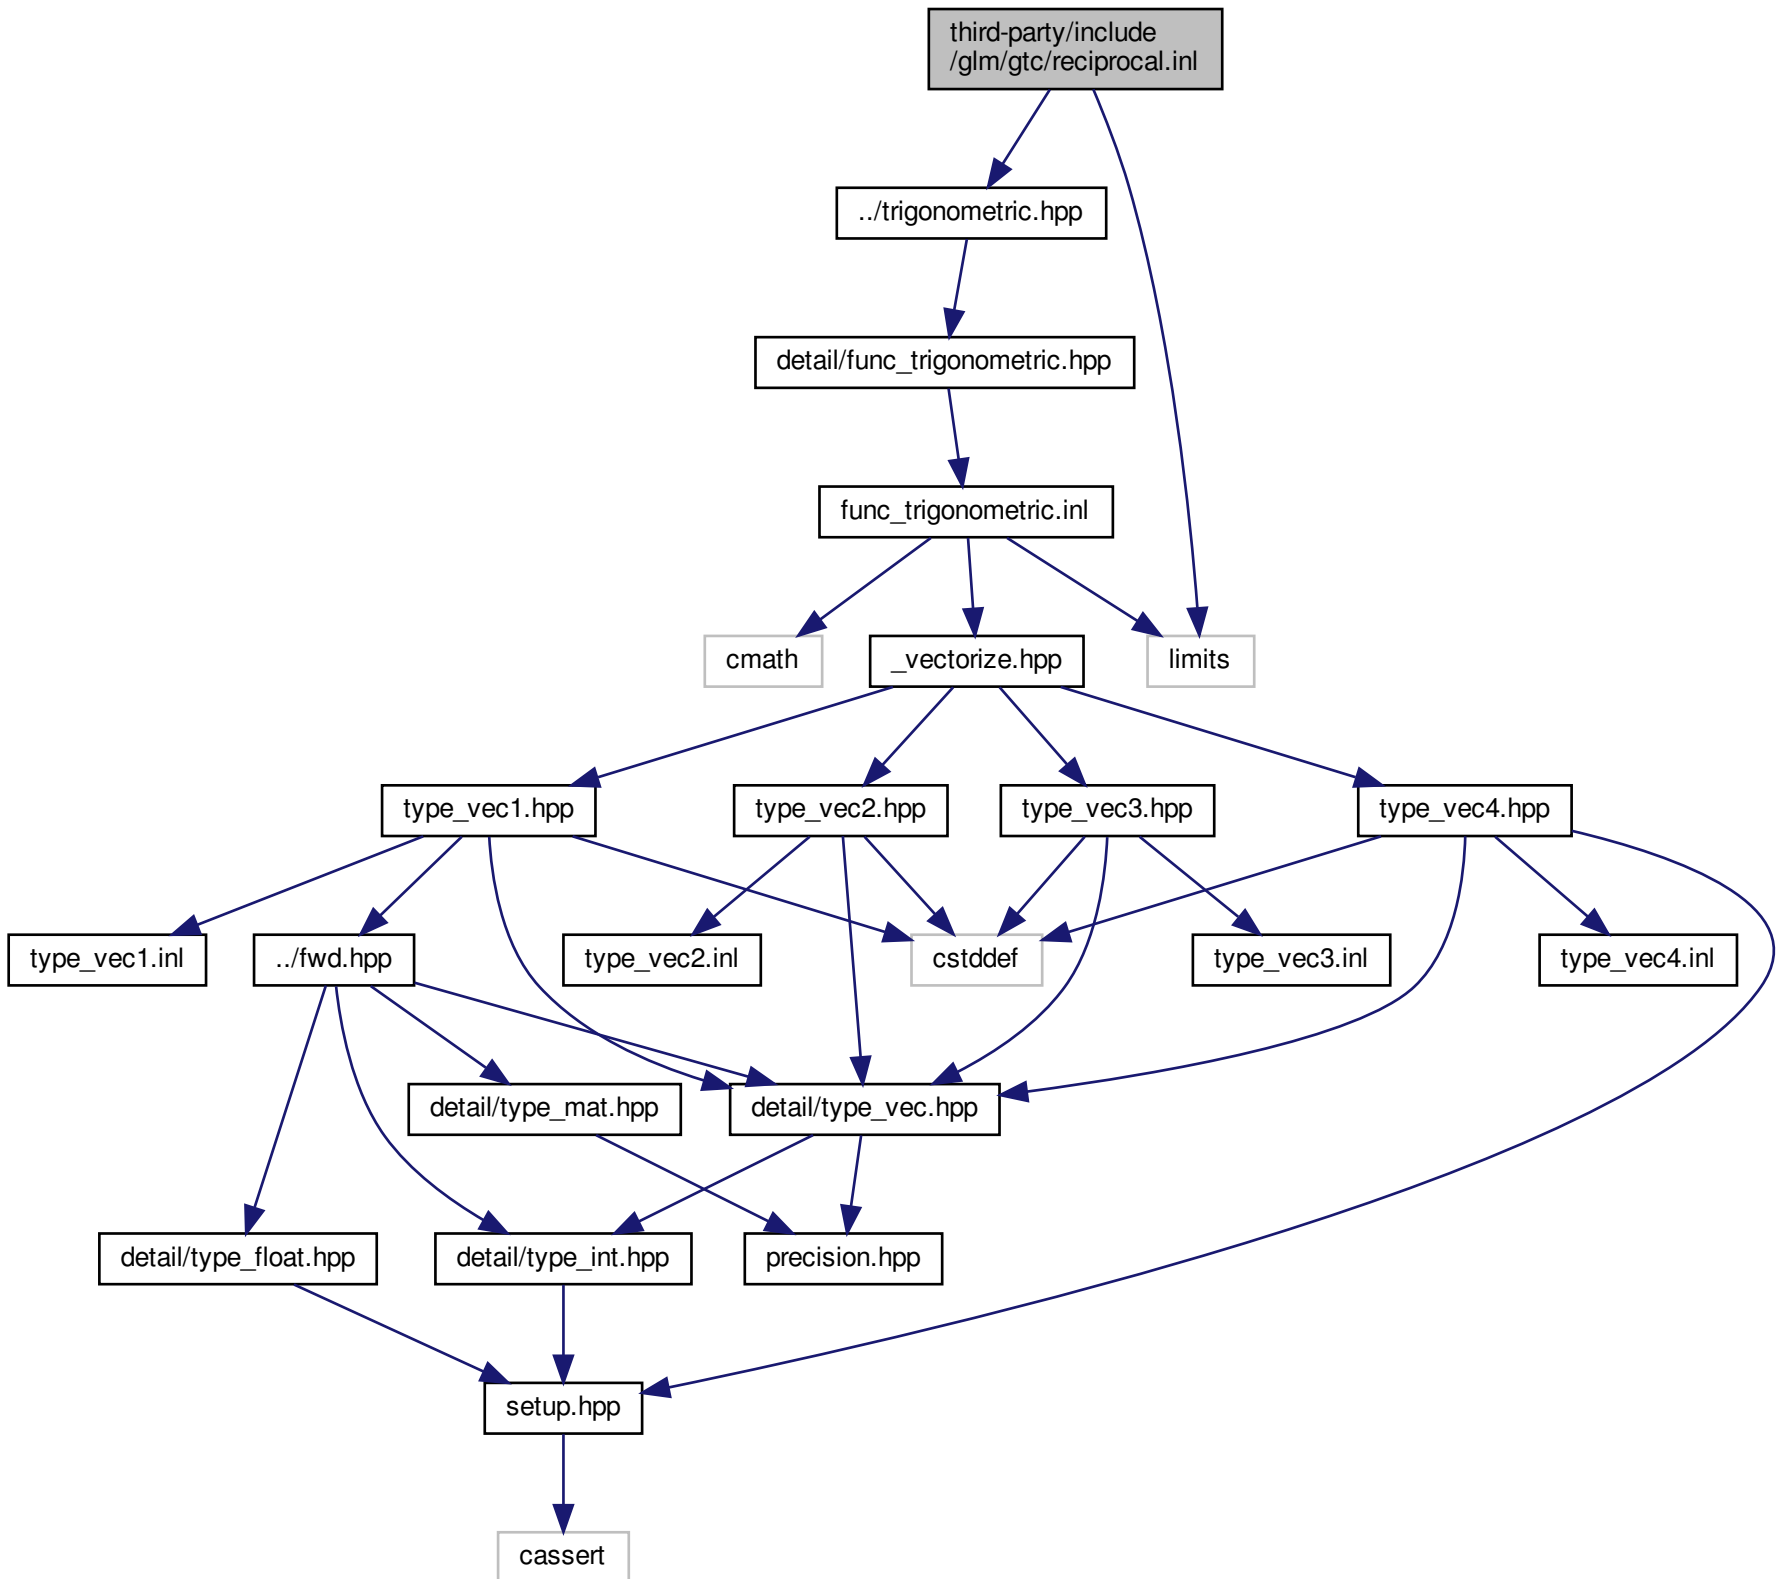 third-party/include
/glm/gtc/reciprocal.inl
../trigonometric.hpp
detail/func_trigonometric.hpp
func_trigonometric.inl
cmath
_vectorize.hpp
limits
type_vec1.hpp
type_vec2.hpp
type_vec3.hpp
type_vec4.hpp
type_vec1.inl
../fwd.hpp
type_vec2.inl
cstddef
type_vec3.inl
type_vec4.inl
detail/type_mat.hpp
detail/type_vec.hpp
detail/type_float.hpp
detail/type_int.hpp
precision.hpp
setup.hpp
cassert